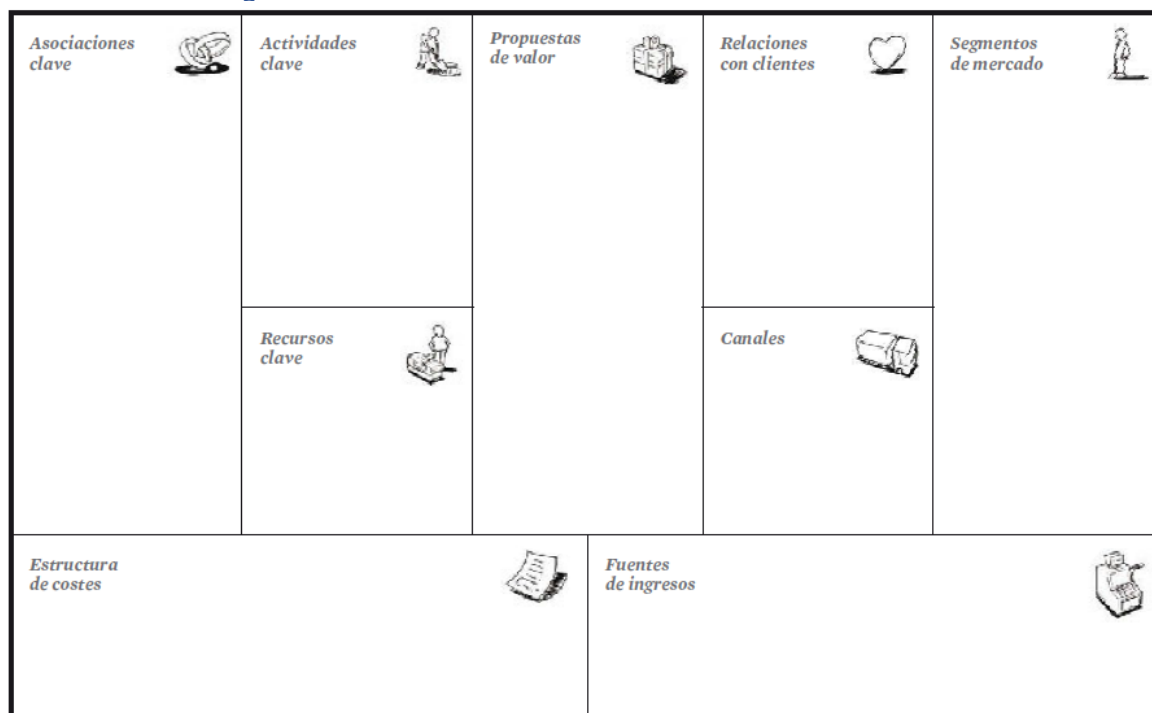 Asociaciones
clave
Actividades
clave
Propuestas
de valor
Relaciones
con clientes
Segmentos
de mercado
Recursos
clave
Canales
Estructura
de costes
Fuentes
de ingresos